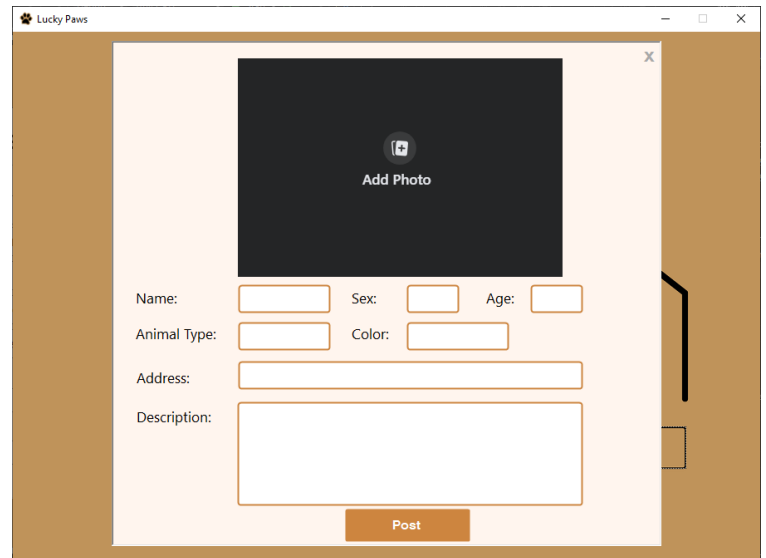 Lucky Paws
x
Add Photo
Name: Sex: Age:
Animal Type: Color:
Address:
Description:
Post